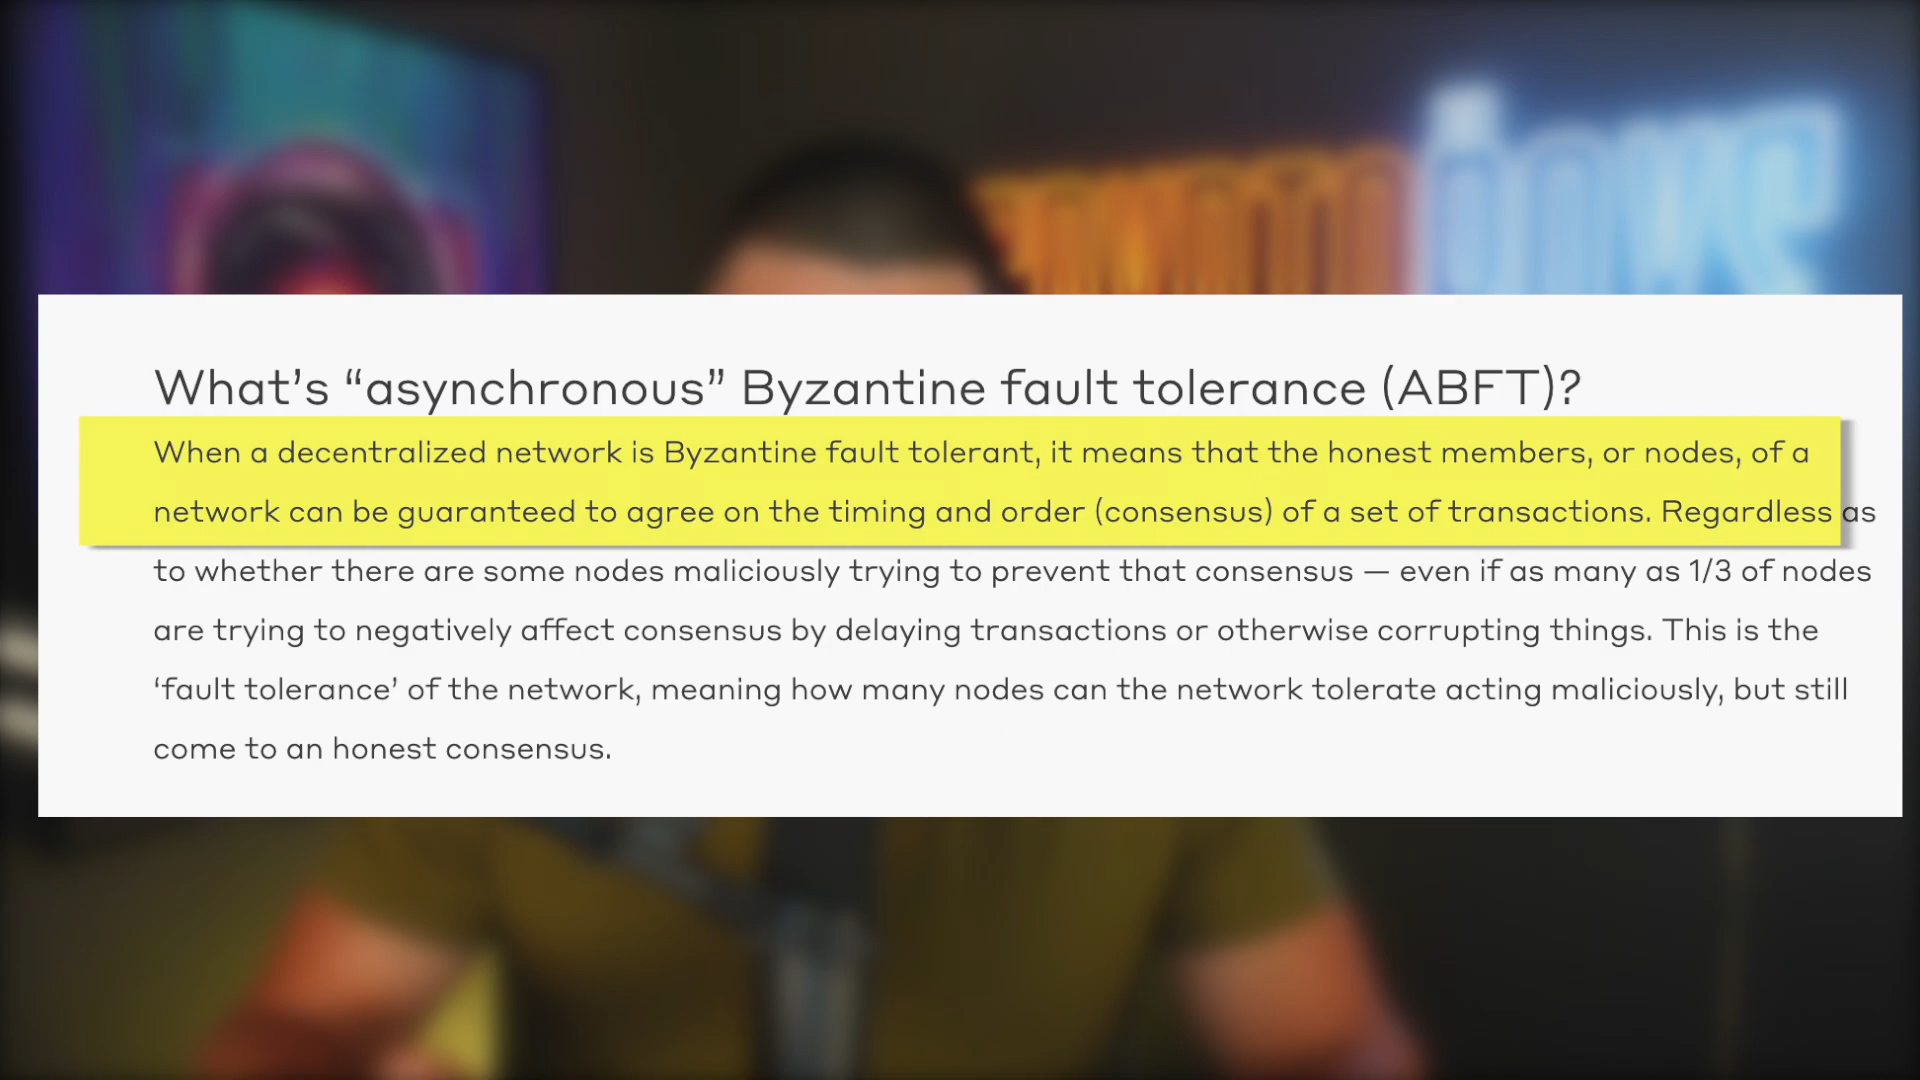 What’s “asynchronous” Byzantine fault tolerance (ABFT)?
When a decentralized network is Byzantine fault tolerant, it means that the honest members, or nodes, of a
network can be guaranteed to agree on the timing and order (consensus) of a set of transactions. Regardless as
to whether there are some nodes maliciously trying to prevent that consensus — even if as many as 1/3 of nodes
are trying to negatively affect consensus by delaying transactions or otherwise corrupting things. This is the
‘fault tolerance’ of the network, meaning how many nodes can the network tolerate acting maliciously, but still
come to an honest consensus.